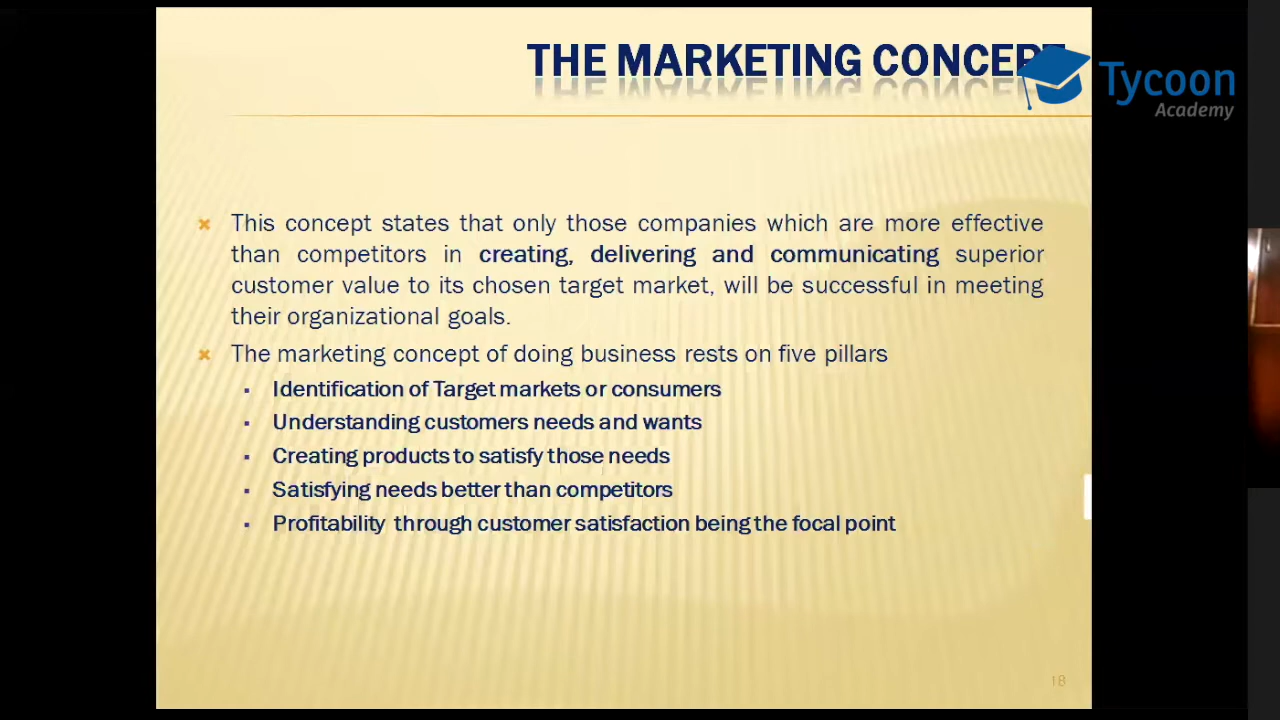 THE MARKETING CONCEPT
Tycoon
Academy
This concept states that only those companies which are more effective
than competitors in creating, delivering and communicating superior
customer value to its chosen target market, will be successful in meeting
their organizational goals.
The marketing concept of doing business rests on five pillars
Identification of Target markets or consumers
Understanding customers needs and wants
Creating products to satisfy those needs
Satisfying needs better than competitors
Profitability through customer satisfaction being the focal point
18